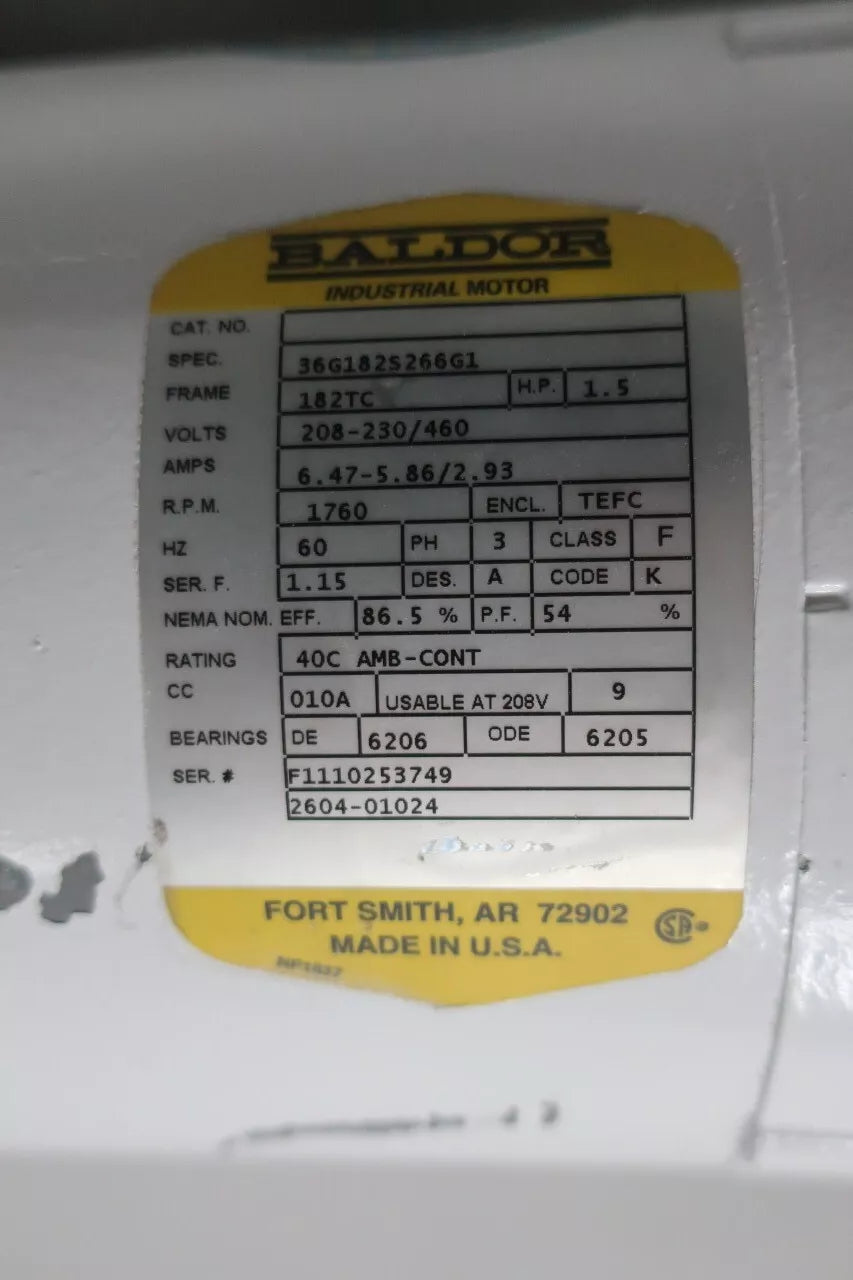 BALDOR
INDUSTRIAL MOTOR
CAT. NO.
SPEC. 36G182S266G1
FRAME 182TC H.P. 1.5
VOLTS 208-230/460
AMPS 6.47-5.86/2.93
R.P.M. 1760 ENCL. TEFC
HZ 60 PH 3 CLASS F
SER. F. 1.15 DES. A CODE K
NEMA NOM. EFF. 86.5 % P.F. 54 %
RATING 40C AMB-CONT
CC 010A USABLE AT 208V 9
BEARINGS DE 6206 ODE 6205
SER. # F1110253749
2604-01024
FORT SMITH, AR 72902
MADE IN U.S.A.